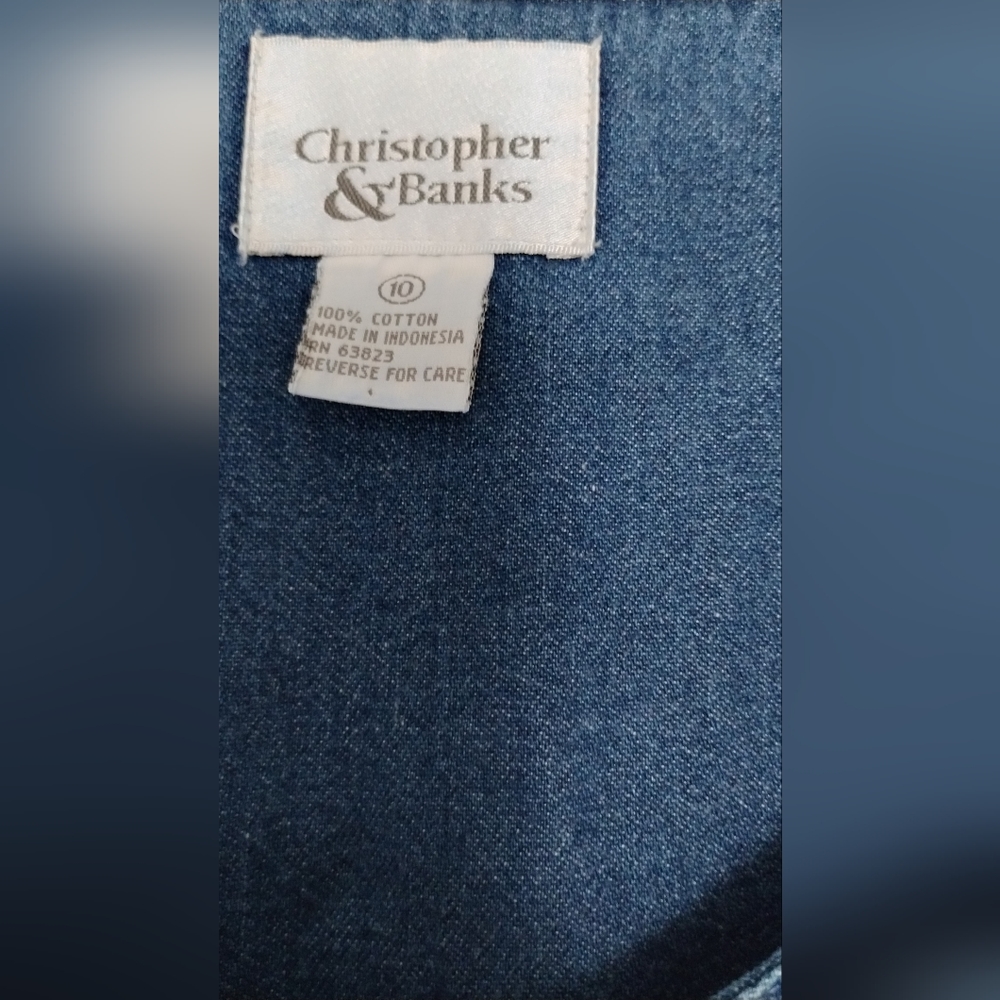 Christopher
& Banks
10
100% COTTON
MADE IN INDONESIA
RN 63823
REVERSE FOR CARE